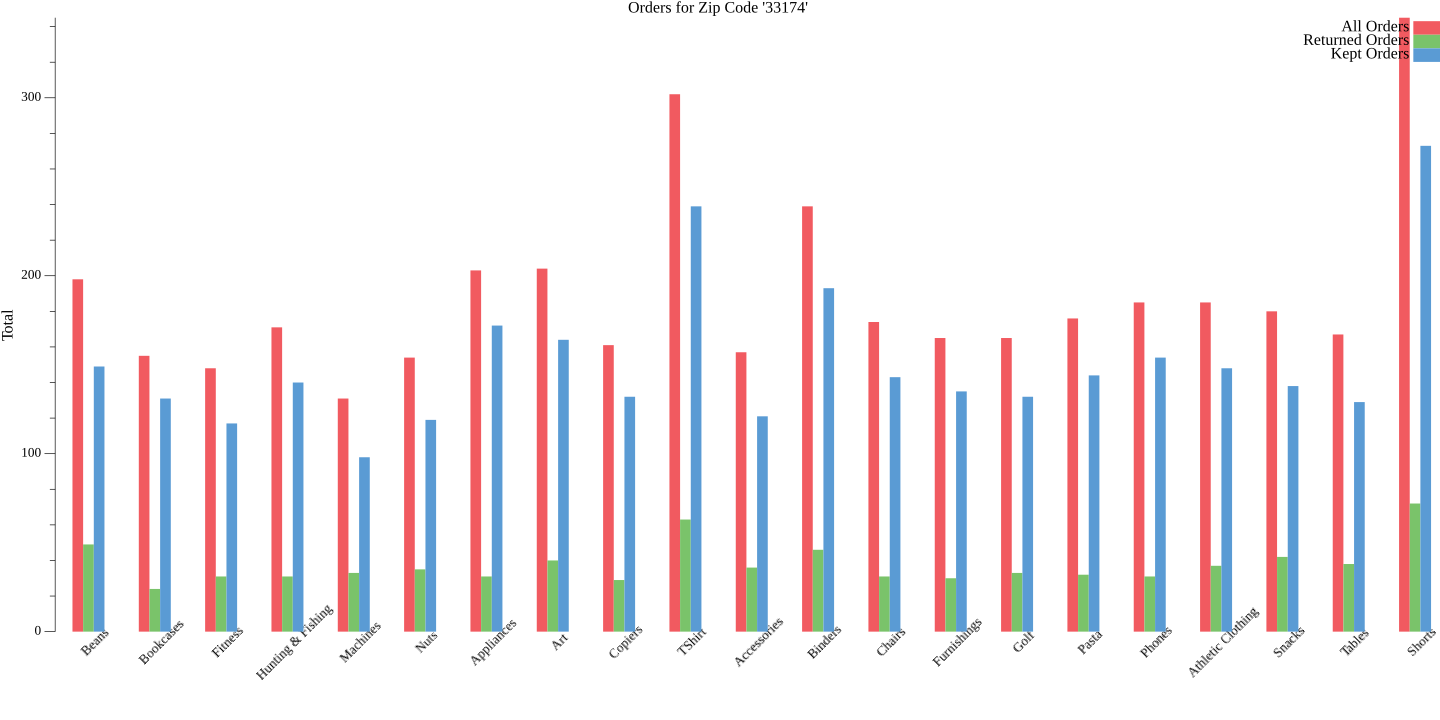 Orders for Zip Code '33174'
All Orders
Returned Orders
Kept Orders
Total
300
200
100
0
Beans
Bookcases
Fitness
Hunting & Fishing
Machines
Nuts
Appliances
Art
Copiers
TShirt
Accessories
Binders
Chairs
Furnishings
Golf
Pasta
Phones
Athletic Clothing
Snacks
Tables
Shorts